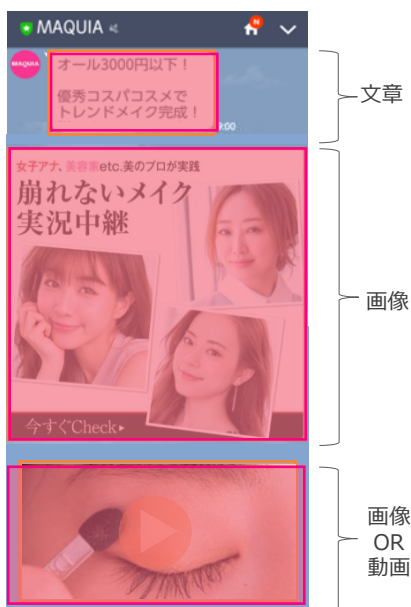 MAQUIA
MAQUIA
オール3000円以下！
優秀コスパコスメで
トレンドメイク完成！
9:00
文章
女子アナ、美容家etc.美のプロが実践
崩れないメイク
実況中継
画像
今すぐCheck
画像
OR
動画